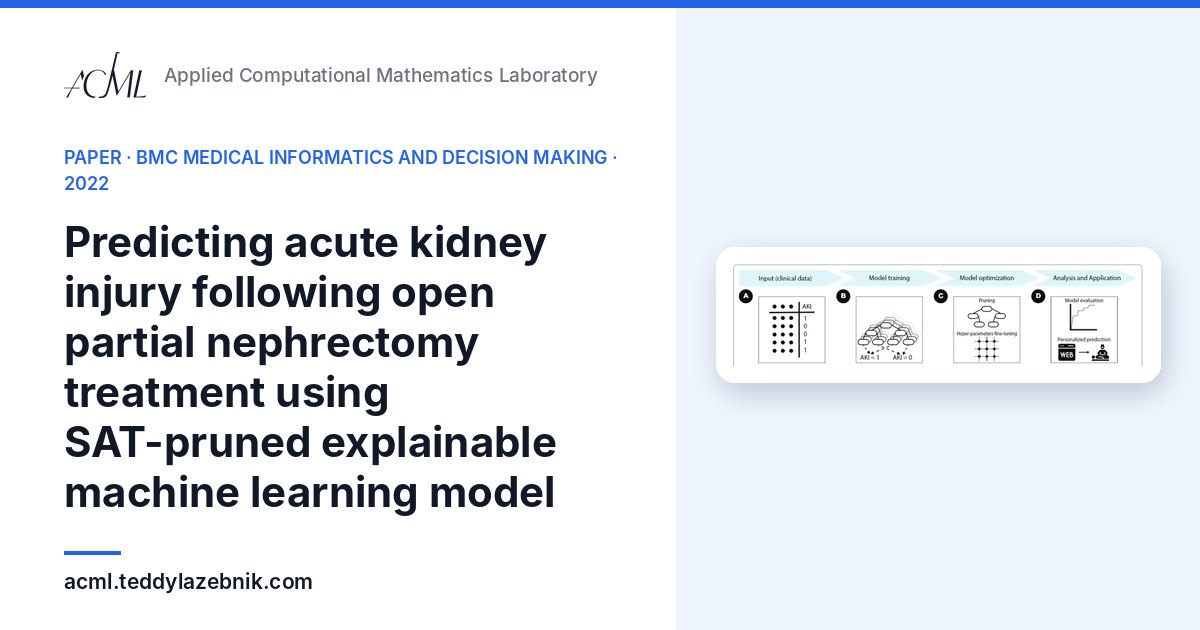 ACML
Applied Computational Mathematics Laboratory
PAPER · BMC MEDICAL INFORMATICS AND DECISION MAKING ·
2022
Predicting acute kidney
injury following open
partial nephrectomy
treatment using
SAT-pruned explainable
machine learning model
acml.teddylazebnik.com
Input (clinical data)
Model training
Model optimization
Analysis and Application
A
B
C
D
AKI
1
0
0
1
1
AKI = 1
AKI = 0
Pruning
Hyper-parameters fine-tuning
Model evaluation
Personalized prediction
WEB